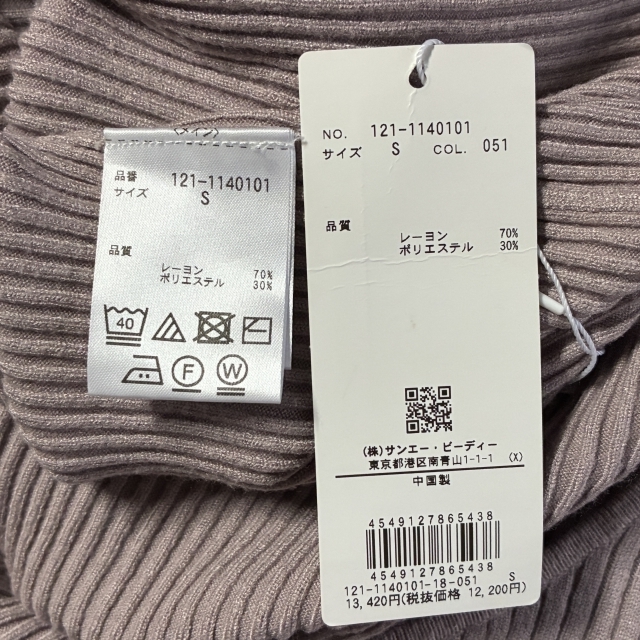 (メイン)
品番 121-1140101
サイズ S
品質
レーヨン 70%
ポリエステル 30%
40
F W
NO. 121-1140101
サイズ S COL. 051
品質
レーヨン 70%
ポリエステル 30%
(株)サンエー・ビーディー
東京都港区南青山1-1-1 (X)
中国製
4549127865438
4549127865438
121-1140101-18-051 S
13,420円(税抜価格 12,200円)